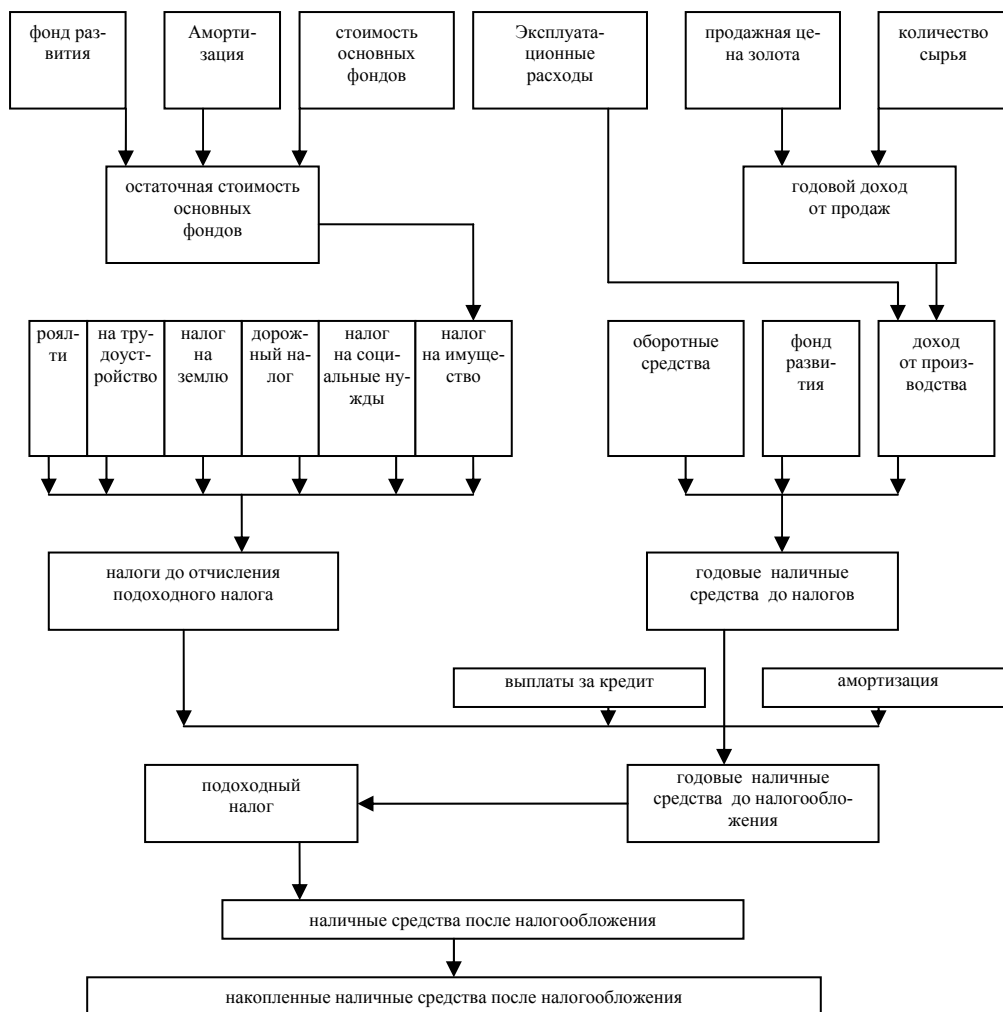 фонд раз-
вития
Аморти-
зация
стоимость
основных
фондов
Эксплуата-
ционные
расходы
продажная це-
на золота
количество
сырья
остаточная стоимость
основных
фондов
годовой доход
от продаж
роял-
ти
на тру-
доуст-
ройство
налог
на
землю
дорож-
ный на-
лог
налог
на соци-
альные ну-
жды
налог
на имуще-
ство
оборотные
средства
фонд
разви-
тия
доход
от произ-
водства
налоги до отчисления
подоходного налога
годовые наличные
средства до налогов
выплаты за кредит
амортизация
подоходный
налог
годовые наличные
средства до налогообло-
жения
наличные средства после налогообложения
накопленные наличные средства после налогообложения